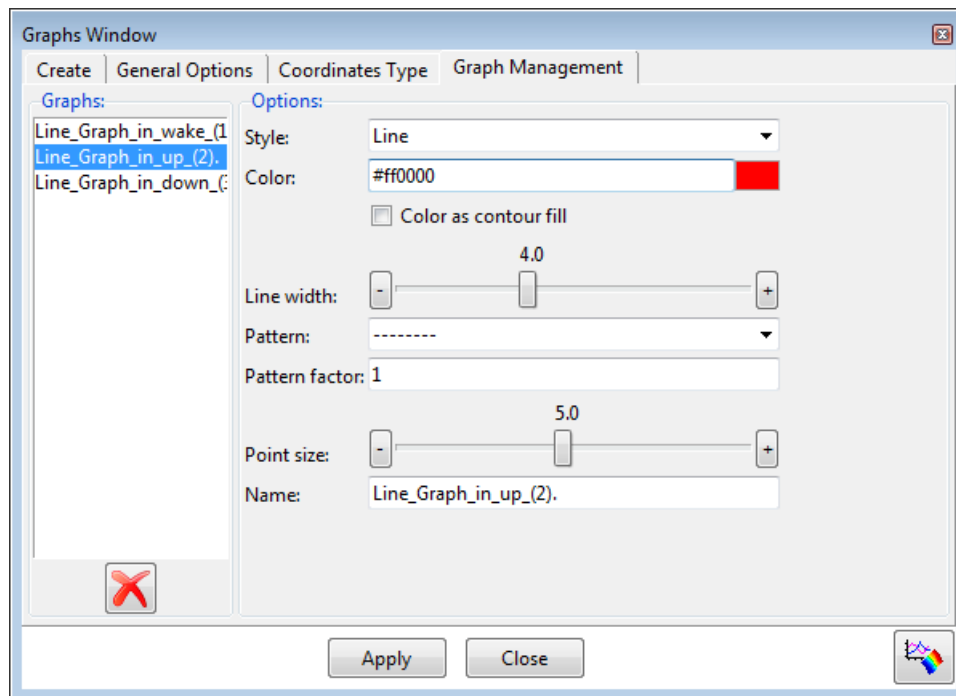 Graphs Window
Create
General Options
Coordinates Type
Graph Management
Graphs:
Line_Graph_in_wake_(1
Line_Graph_in_up_(2).
Line_Graph_in_down_(3
Options:
Style:
Line
Color:
#ff0000
Color as contour fill
4.0
Line width:
-
+
Pattern:
--------
Pattern factor:
1
5.0
Point size:
-
+
Name:
Line_Graph_in_up_(2).
Apply
Close